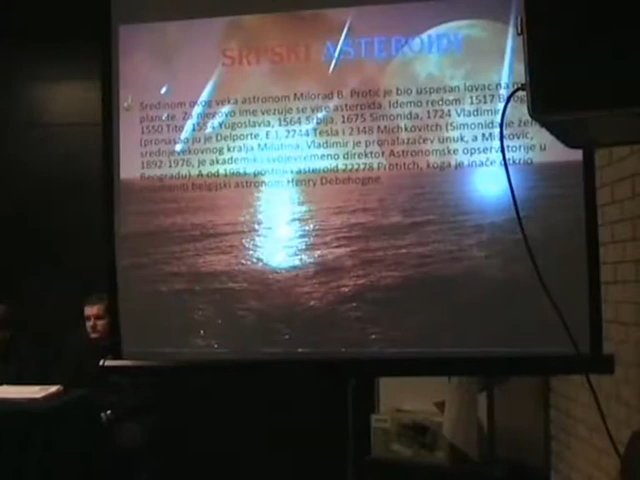 SRPSKI ASTEROIDI
Sredinom ovog veka astronom Milorad B. Protić je bio uspešan lovac na
planete. Za njegovo ime vezuje se više asteroida. Idemo redom: 1517
1550 Tito, 1554 Yugoslavia, 1564 Srbija, 1675 Simonida, 1724 Vladimir
(pronašao ju je Delporte, E.), 2244 Tesla i 2348 Michkovitch (Simonida je
srednjevekovnog kralja Milutina, Vladimir je pronalazačev unuk, a Mišković,
1892-1976, je akademik i svojevremeno direktor Astronomske opservatorije u
Beogradu). A od 1983. postoji i asteroid 22278 Protitch, koga je inače otkrio
belgijski astronom Henry Debehogne.